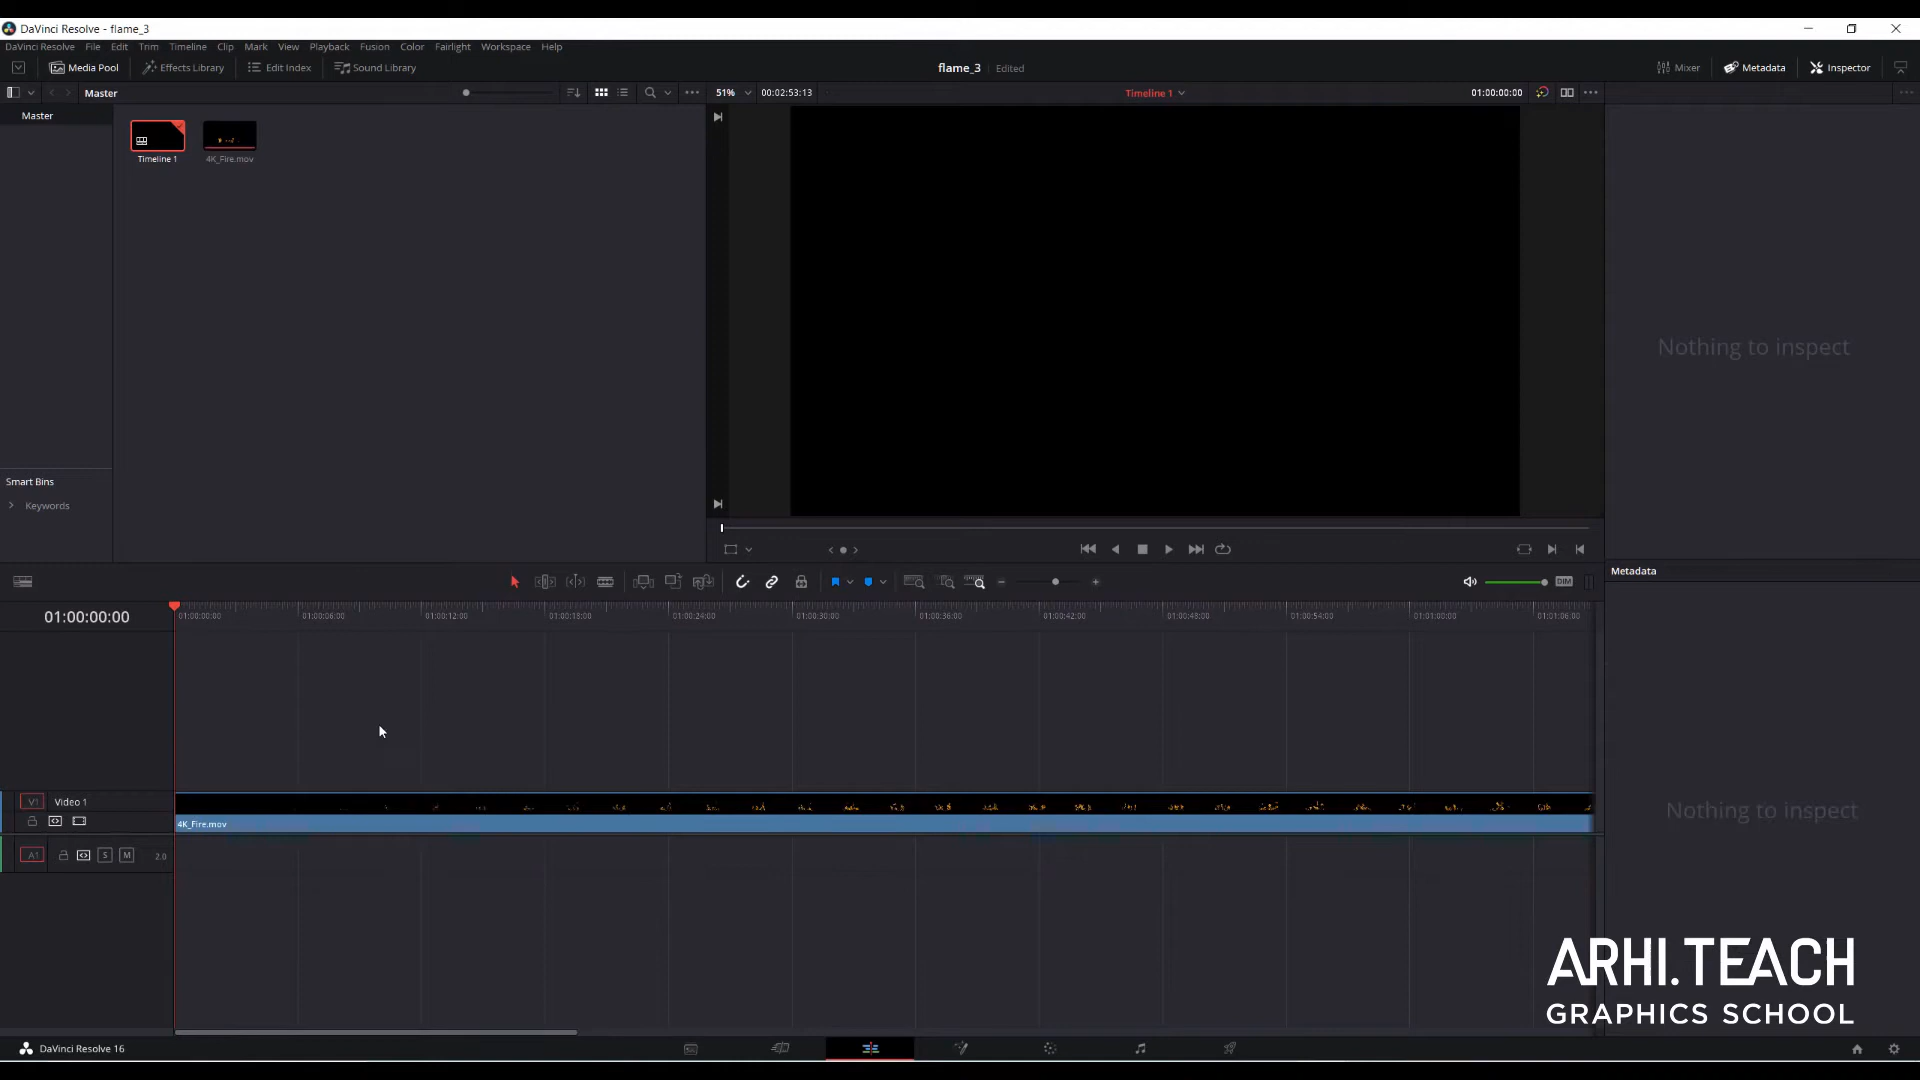 DaVinci Resolve - flame_3
DaVinci Resolve File Edit Trim Timeline Clip Mark View Playback Fusion Color Fairlight Workspace Help
Media Pool Effects Library Edit Index Sound Library flame_3 Edited Mixer Metadata Inspector
Master 51% 00:02:53:13 Timeline 1 01:00:00:00
Master
Timeline 1 4K_Fire.mov
Nothing to inspect
Smart Bins
Keywords
Metadata
DIM
01:00:00:00
01:00:00:00 01:00:06:00 01:00:12:00 01:00:18:00 01:00:24:00 01:00:30:00 01:00:36:00 01:00:42:00 01:00:48:00 01:00:54:00 01:01:00:00 01:01:06:00
V1 Video 1
4K_Fire.mov
Nothing to inspect
A1 S M 2.0
ARHI.TEACH
GRAPHICS SCHOOL
DaVinci Resolve 16